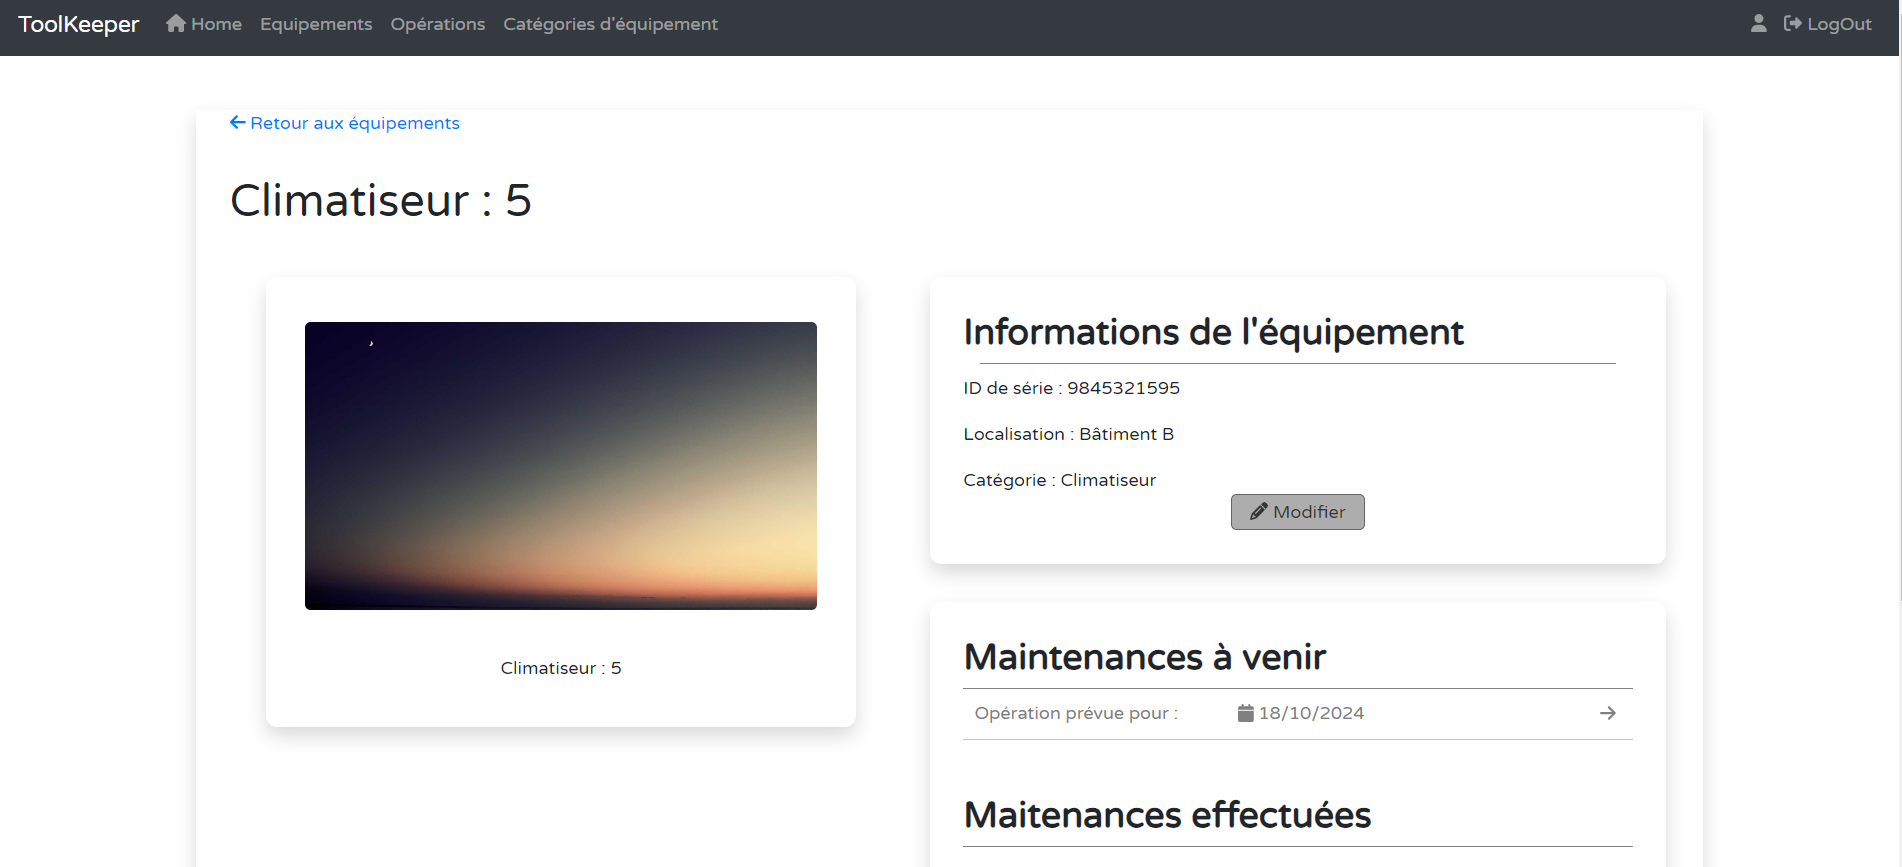 ToolKeeper Home Equipements Opérations Catégories d'équipement LogOut
Retour aux équipements
Climatiseur : 5
Climatiseur : 5
Informations de l'équipement
ID de série : 9845321595
Localisation : Bâtiment B
Catégorie : Climatiseur
Modifier
Maintenances à venir
Opération prévue pour : 18/10/2024
Maitenances effectuées